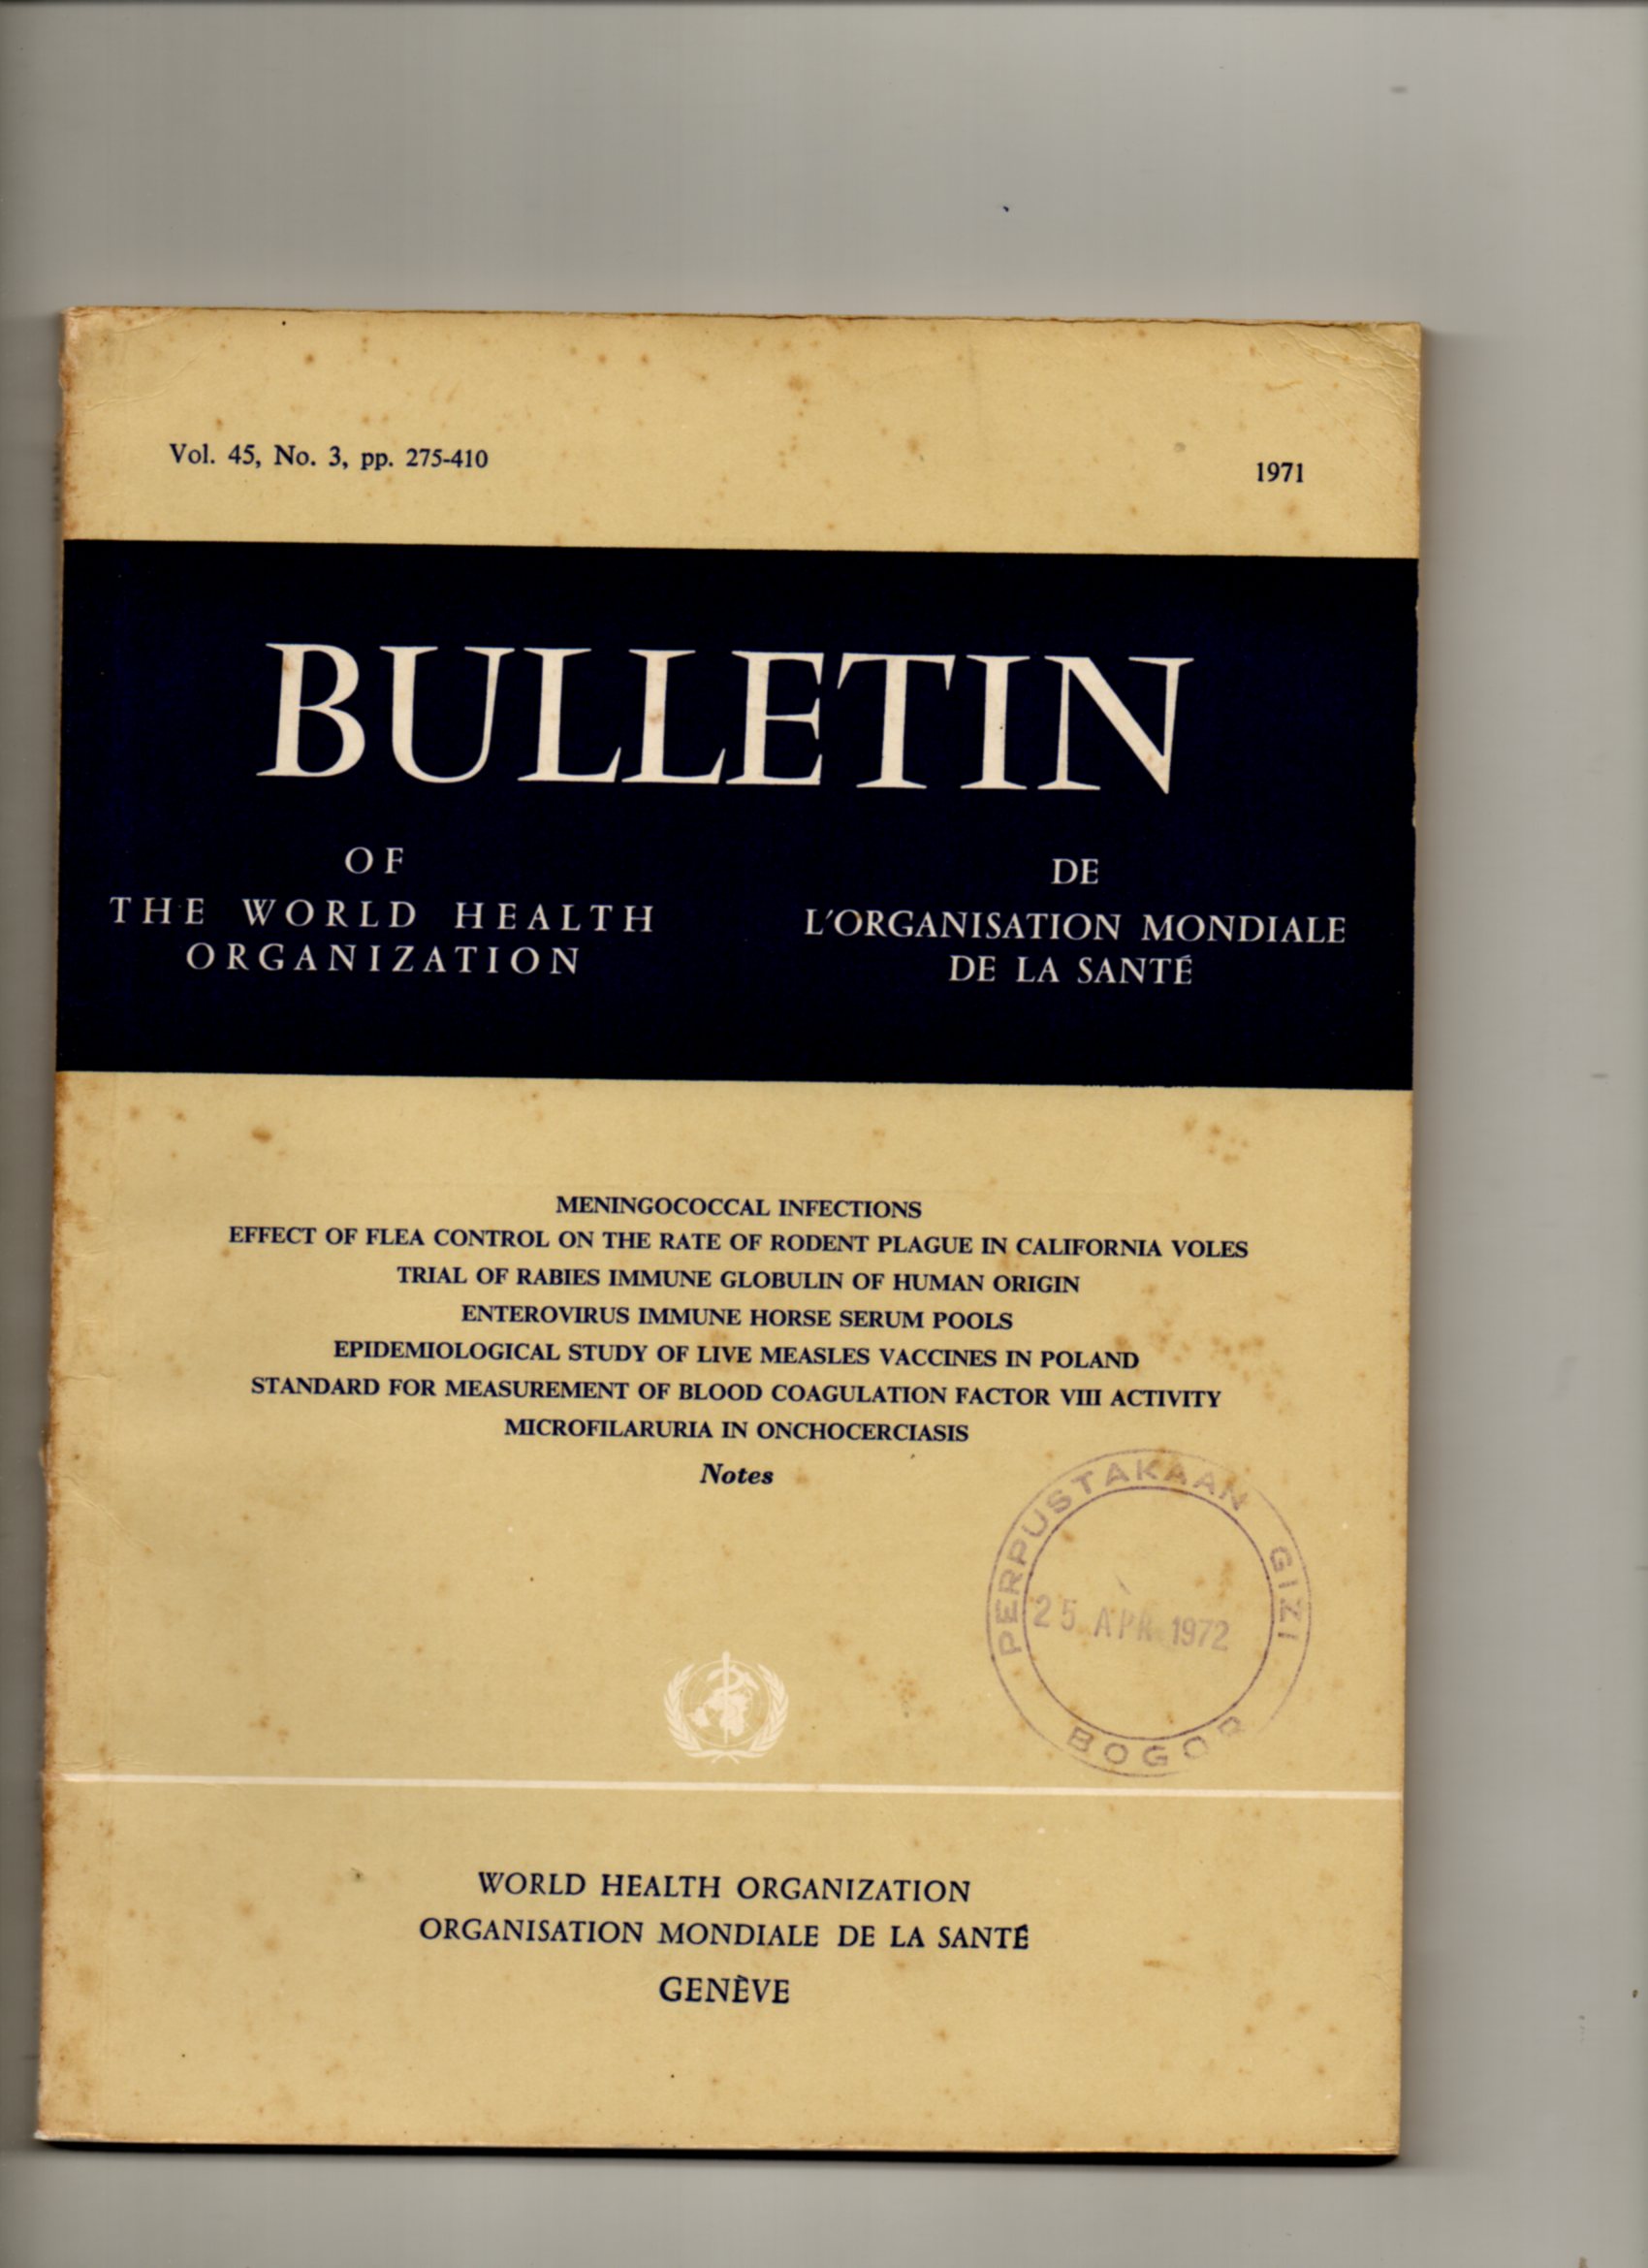 Vol. 45, No. 3, pp. 275-410
1971
BULLETIN
OF
THE WORLD HEALTH
ORGANIZATION
DE
L'ORGANISATION MONDIALE
DE LA SANTÉ
MENINGOCOCCAL INFECTIONS
EFFECT OF FLEA CONTROL ON THE RATE OF RODENT PLAGUE IN CALIFORNIA VOLES
TRIAL OF RABIES IMMUNE GLOBULIN OF HUMAN ORIGIN
ENTEROVIRUS IMMUNE HORSE SERUM POOLS
EPIDEMIOLOGICAL STUDY OF LIVE MEASLES VACCINES IN POLAND
STANDARD FOR MEASUREMENT OF BLOOD COAGULATION FACTOR VIII ACTIVITY
MICROFILARURIA IN ONCHOCERCIASIS
Notes
PERPUSTAKAAN GIZI
25 APR 1972
BOGOR
WORLD HEALTH ORGANIZATION
ORGANISATION MONDIALE DE LA SANTÉ
GENÈVE